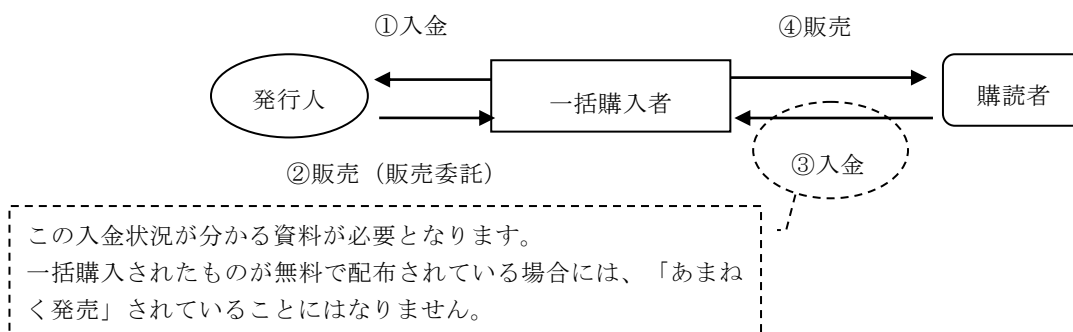 ①入金
④販売
発行人
一括購入者
購読者
②販売（販売委託）
③入金
この入金状況が分かる資料が必要となります。
一括購入されたものが無料で配布されている場合には、「あまね
く発売」されていることにはなりません。